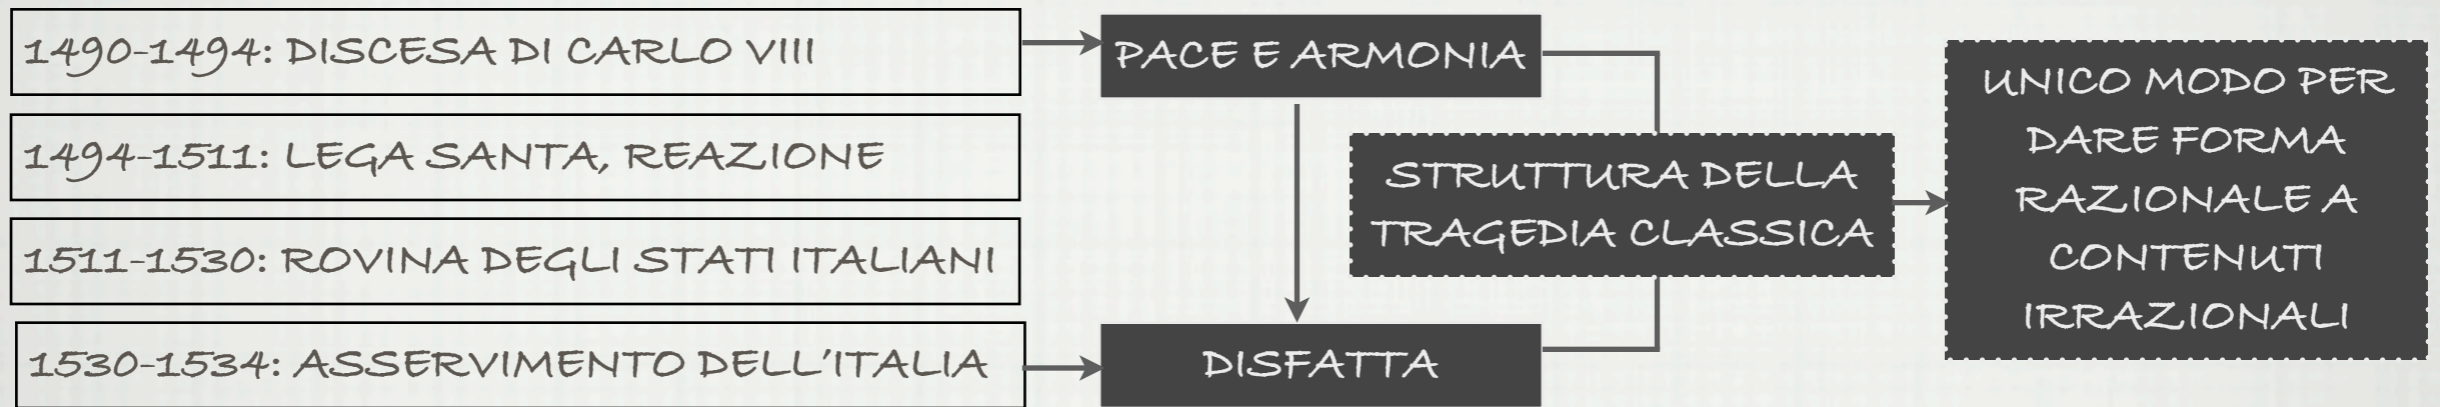 1490-1494: DISCESA DI CARLO VIII
1494-1511: LEGA SANTA, REAZIONE
1511-1530: ROVINA DEGLI STATI ITALIANI
1530-1534: ASSERVIMENTO DELL'ITALIA
PACE E ARMONIA
DISFATTA
STRUTTURA DELLA
TRAGEDIA CLASSICA
UNICO MODO PER
DARE FORMA
RAZIONALE A
CONTENUTI
IRRAZIONALI